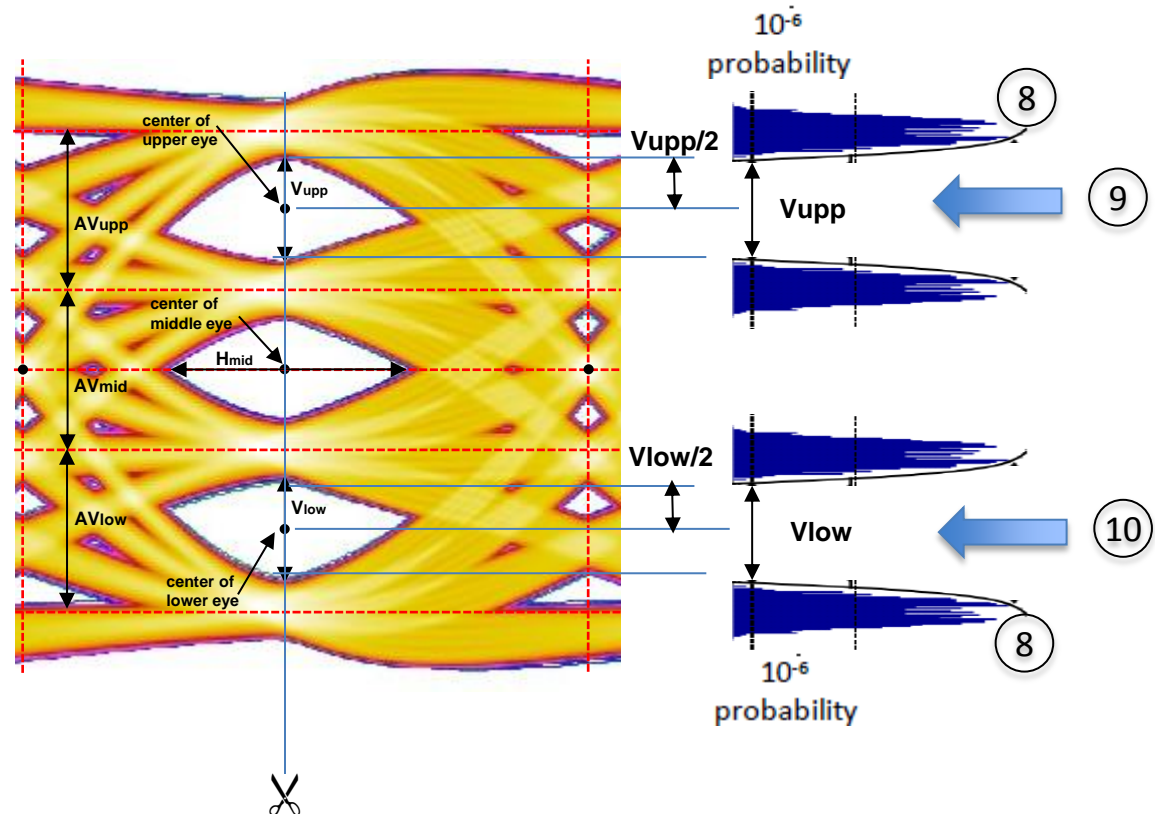 10⁻⁶
probability
8
center of
upper eye
Vupp/2
Vupp
AVupp
Vupp
9
center of
middle eye
Hmid
AVmid
Vlow/2
AVlow
Vlow
Vlow
10
center of
lower eye
8
10⁻⁶
probability